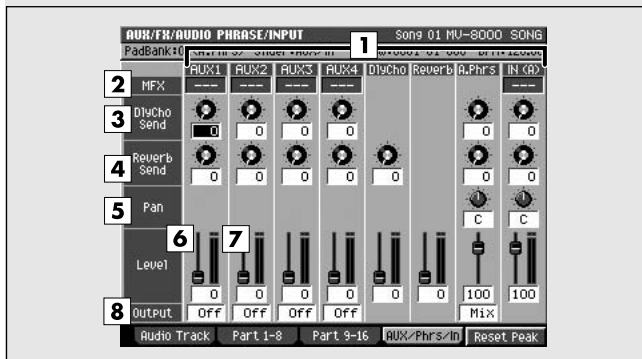 AUX/FX/AUDIO PHRASE/INPUT Song 01 MV-8000 SONG
1
AUX1 AUX2 AUX3 AUX4 DlyCho Reverb A.Phrs IN (A)
2 MFX --- --- --- --- ---
3 DlyCho Send 0 0 0 0 0 0
4 Reverb Send 0 0 0 0 0 0 0
5 Pan C C
6 7
Level 0 0 0 0 0 0 100 100
8 Output Off Off Off Off Mix
Audio Track Part 1-8 Part 9-16 AUX/Phrs/In Reset Peak